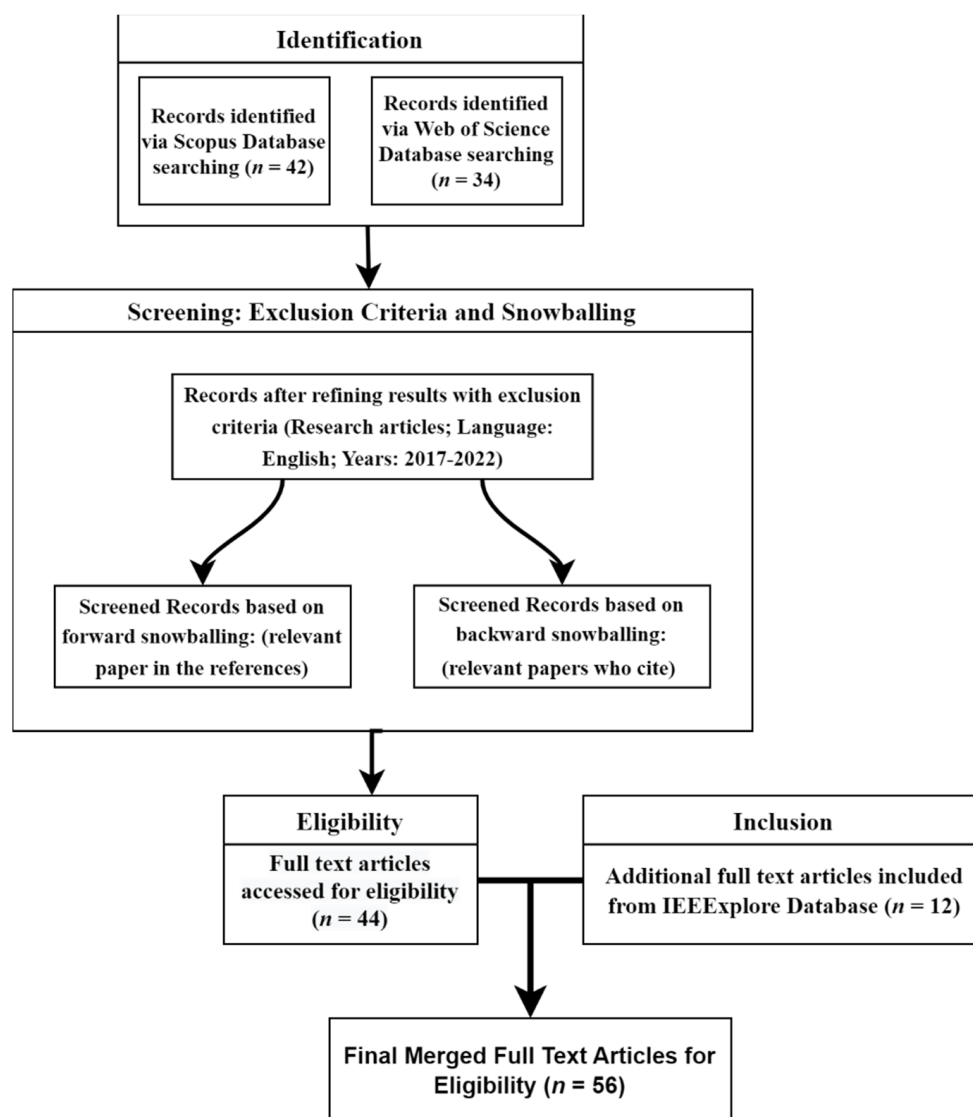 Identification
Records identified
via Scopus Database
searching (n = 42)
Records identified
via Web of Science
Database searching
(n = 34)
Screening: Exclusion Criteria and Snowballing
Records after refining results with exclusion
criteria (Research articles; Language:
English; Years: 2017-2022)
Screened Records based on
forward snowballing: (relevant
paper in the references)
Screened Records based on
backward snowballing:
(relevant papers who cite)
Eligibility
Full text articles
accessed for eligibility
(n = 44)
Inclusion
Additional full text articles included
from IEEExplore Database (n = 12)
Final Merged Full Text Articles for
Eligibility (n = 56)